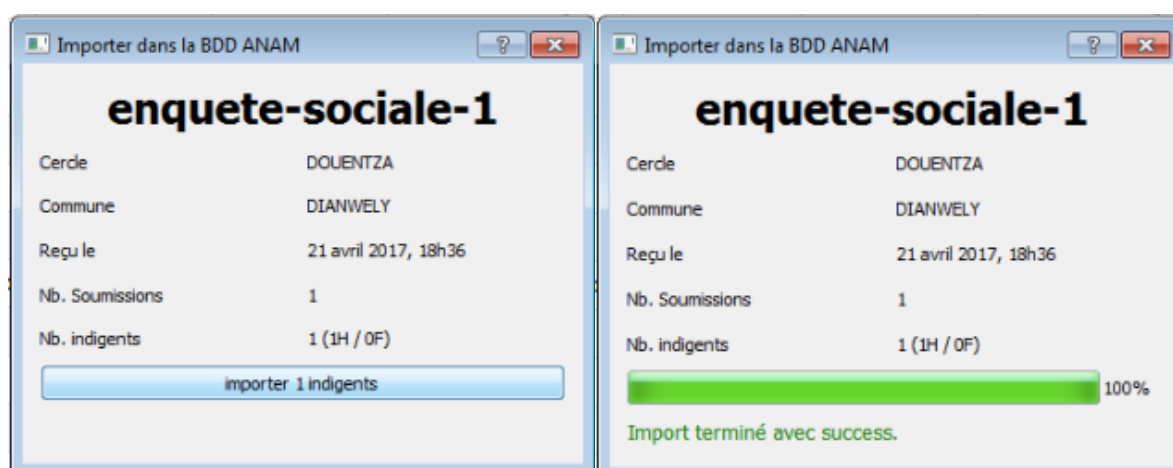 Importer dans la BDD ANAM
enquete-sociale-1
Cercle DOUENTZA
Commune DIANWELY
Reçu le 21 avril 2017, 18h36
Nb. Soumissions 1
Nb. indigents 1 (1H / 0F)
importer 1 indigents
Importer dans la BDD ANAM
enquete-sociale-1
Cercle DOUENTZA
Commune DIANWELY
Reçu le 21 avril 2017, 18h36
Nb. Soumissions 1
Nb. indigents 1 (1H / 0F)
100%
Import terminé avec success.